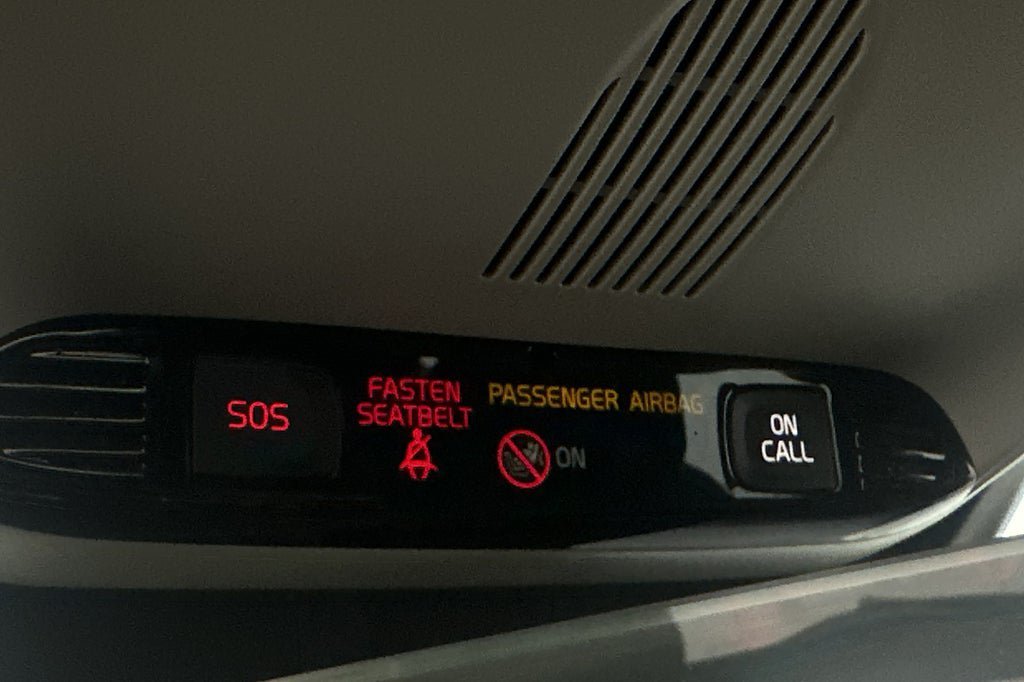 SOS
FASTEN
SEATBELT
PASSENGER AIRBAG
ON
ON
CALL